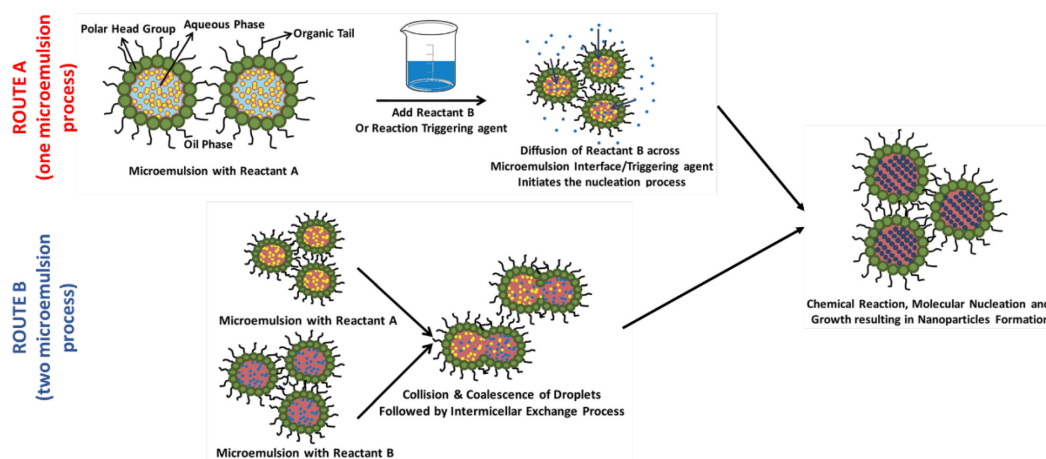 ROUTE A
(one microemulsion
process)
Polar Head Group
Aqueous Phase
Organic Tail
Oil Phase
Microemulsion with Reactant A
Add Reactant B
Or Reaction Triggering agent
Diffusion of Reactant B across
Microemulsion Interface/Triggering agent
Initiates the nucleation process
ROUTE B
(two microemulsion
process)
Microemulsion with Reactant A
Microemulsion with Reactant B
Collision & Coalescence of Droplets
Followed by Intermicellar Exchange Process
Chemical Reaction, Molecular Nucleation and
Growth resulting in Nanoparticles Formation